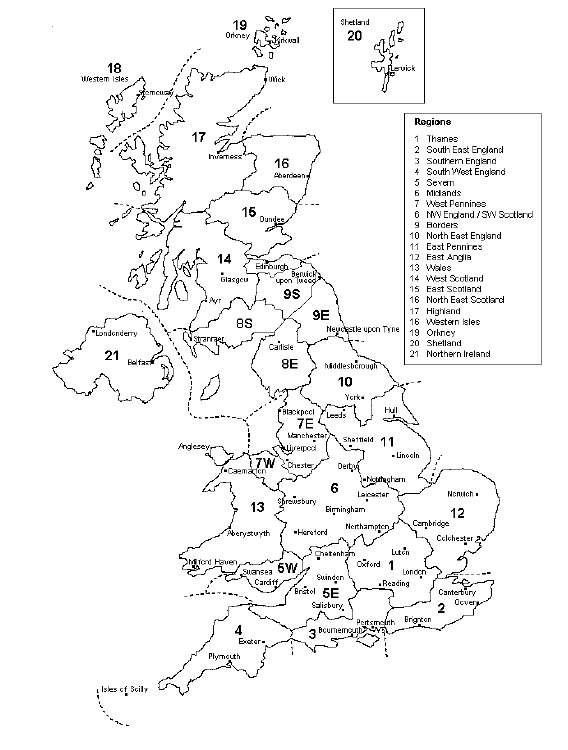 19
Orkney
Kirkwall
Shetland
20
Lerwick
18
Western Isles
Stornoway
Wick
17
Inverness
16
Aberdeen
15
Dundee
14
Glasgow
Edinburgh
Berwick
upon Tweed
9S
Ayr
8S
9E
Newcastle upon Tyne
Stranraer
Carlisle
8E
Londonderry
21
Belfast
Middlesborough
10
York
Leeds
Hull
Blackpool
7E
Manchester
Liverpool
Sheffield
11
Lincoln
Anglesey
Caernarfon
7W
Chester
Derby
Nottingham
6
Leicester
Norwich
12
13
Shrewsbury
Birmingham
Northampton
Cambridge
Colchester
Aberystwyth
Hereford
Milford Haven
Swansea
5W
Cardiff
Cheltenham
Oxford
Luton
1
London
Reading
Swindon
Bristol
5E
Salisbury
Canterbury
Dover
2
Brighton
Portsmouth
3
Bournemouth
4
Exeter
Plymouth
Isles of Scilly
Regions
1 Thames
2 South East England
3 Southern England
4 South West England
5 Severn
6 Midlands
7 West Pennines
8 NW England / SW Scotland
9 Borders
10 North East England
11 East Pennines
12 East Anglia
13 Wales
14 West Scotland
15 East Scotland
16 North East Scotland
17 Highland
16 Western Isles
19 Orkney
20 Shetland
21 Northern Ireland